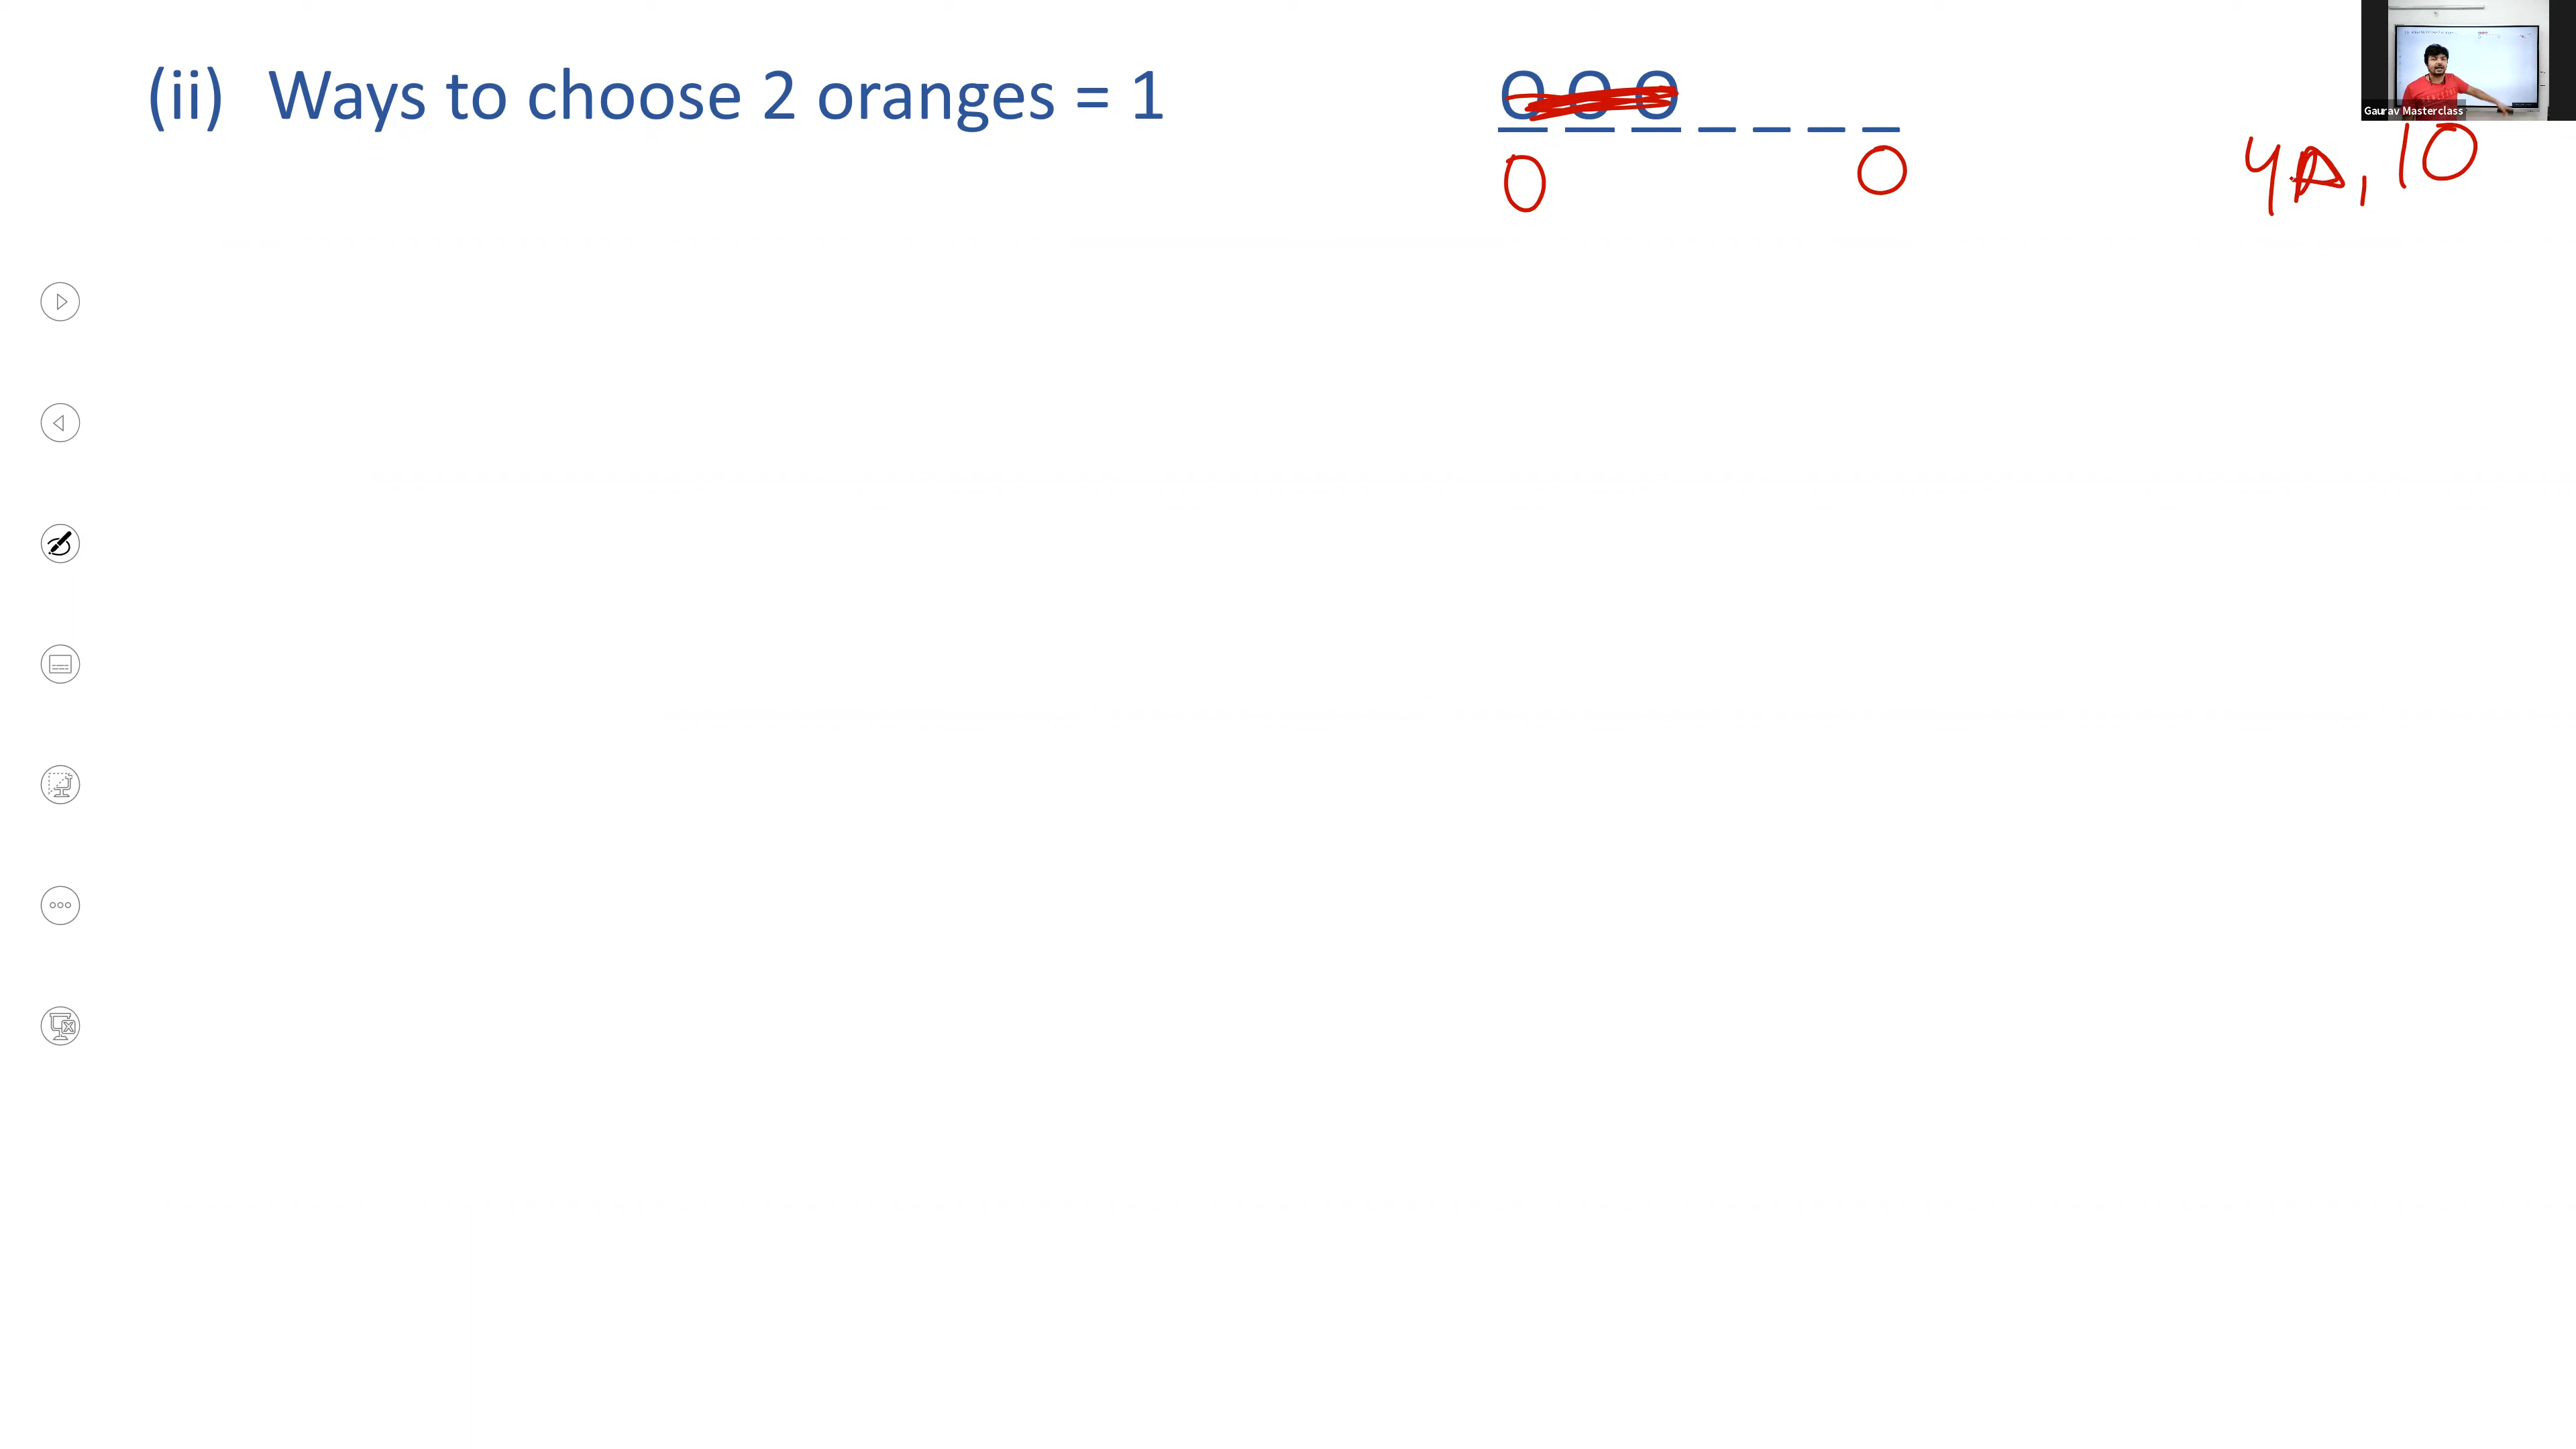 (ii) Ways to choose 2 oranges = 1
O O O _ _ _ _
O O
4A, 1O
Gaurav Masterclass